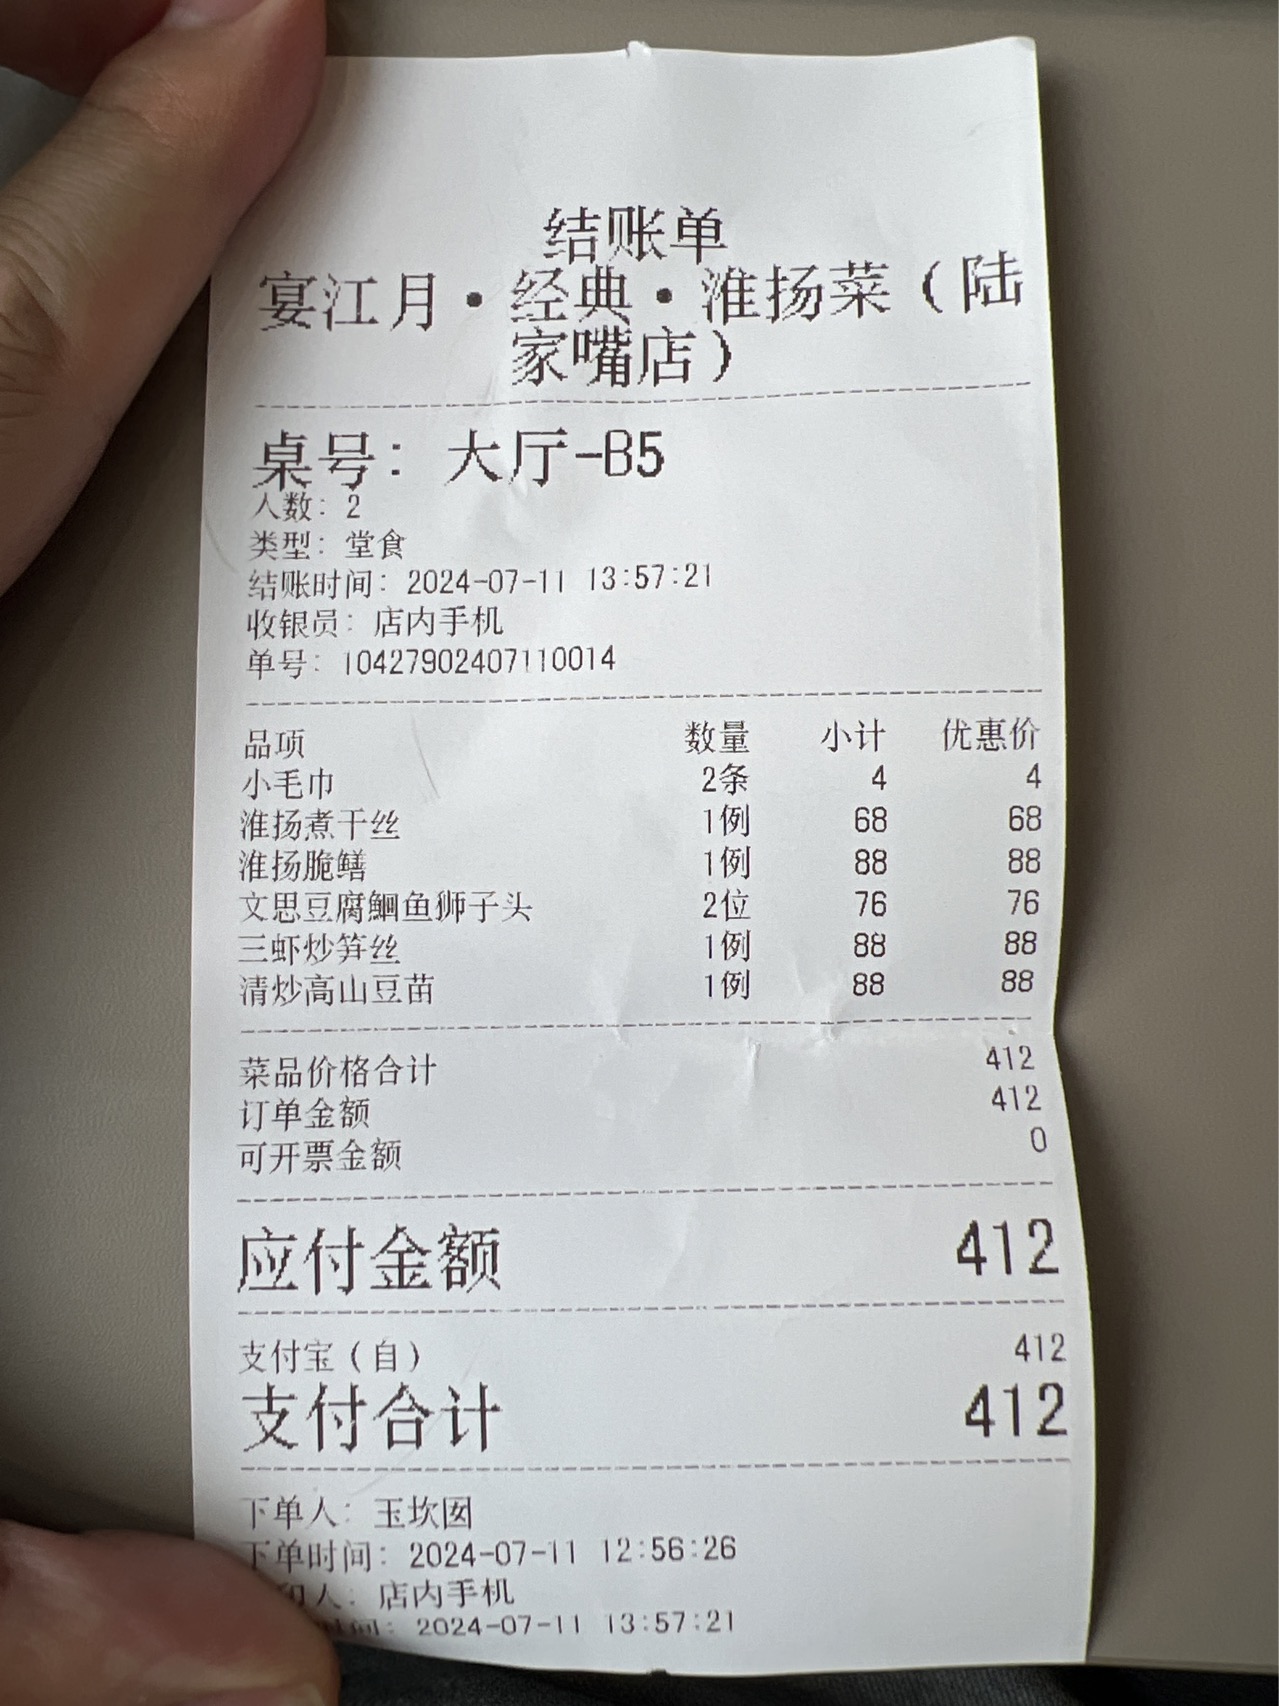 结账单
宴江月·经典·淮扬菜（陆
家嘴店）
桌号：大厅-B5
人数：2
类型：堂食
结账时间：2024-07-11 13:57:21
收银员：店内手机
单号：10427902407110014
品项 数量 小计 优惠价
小毛巾 2条 4 4
淮扬煮干丝 1例 68 68
淮扬脆鳝 1例 88 88
文思豆腐鮰鱼狮子头 2位 76 76
三虾炒笋丝 1例 88 88
清炒高山豆苗 1例 88 88
菜品价格合计 412
订单金额 412
可开票金额 0
应付金额 412
支付宝（自） 412
支付合计 412
下单人：玉坎囡
下单时间：2024-07-11 12:56:26
印人：店内手机
时间：2024-07-11 13:57:21